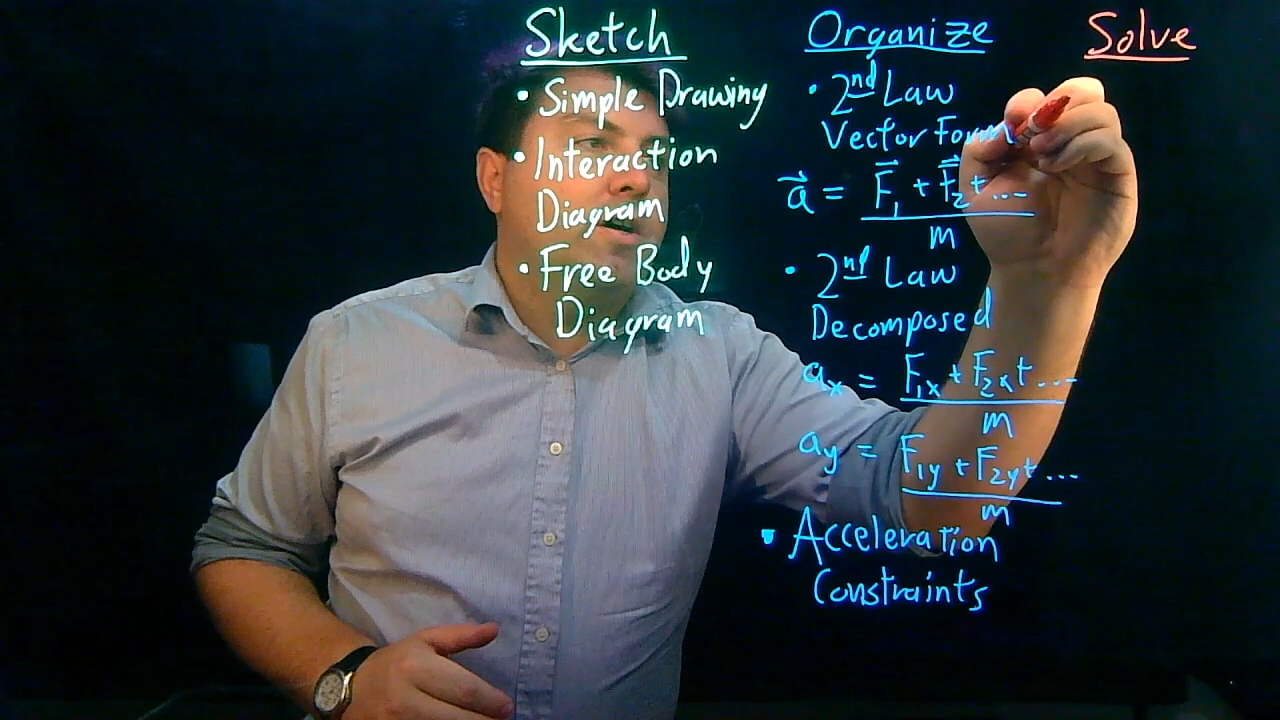 Sketch
• Simple Drawing
• Interaction
Diagram
• Free Body
Diagram
Organize
• 2nd Law
Vector Form
a⃗ = F⃗₁ + F⃗₂ + ...
m
• 2nd Law
Decomposed
aₓ = F₁ₓ + F₂ₓ + ...
m
a_y = F₁y + F₂y + ...
m
• Acceleration
Constraints
Solve